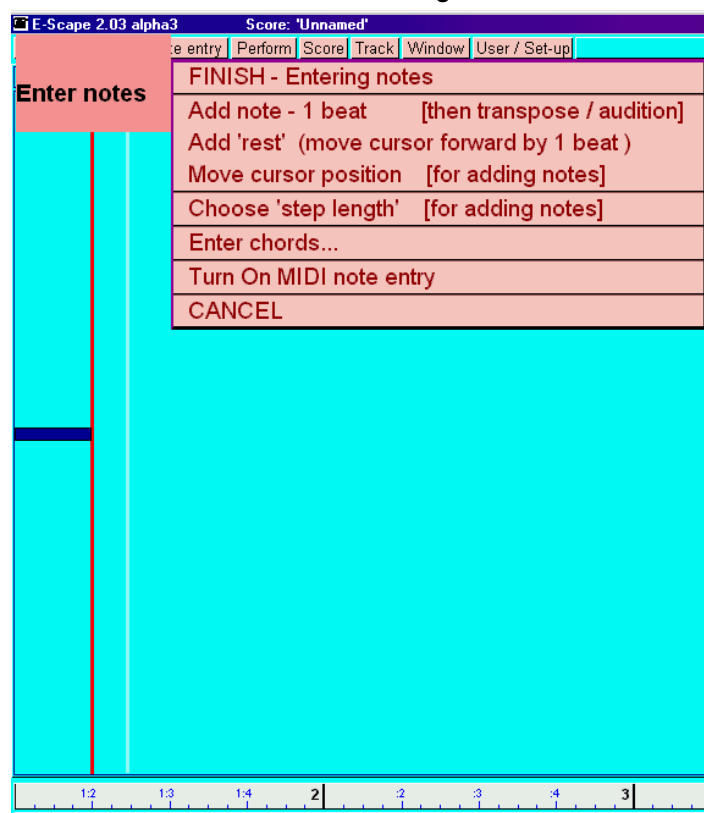 E-Scape 2.03 alpha3 Score: 'Unnamed'
e entry Perform Score Track Window User / Set-up
Enter notes
FINISH - Entering notes
Add note - 1 beat [then transpose / audition]
Add 'rest' (move cursor forward by 1 beat )
Move cursor position [for adding notes]
Choose 'step length' [for adding notes]
Enter chords...
Turn On MIDI note entry
CANCEL
1:2 1:3 1:4 2 :2 :3 :4 3